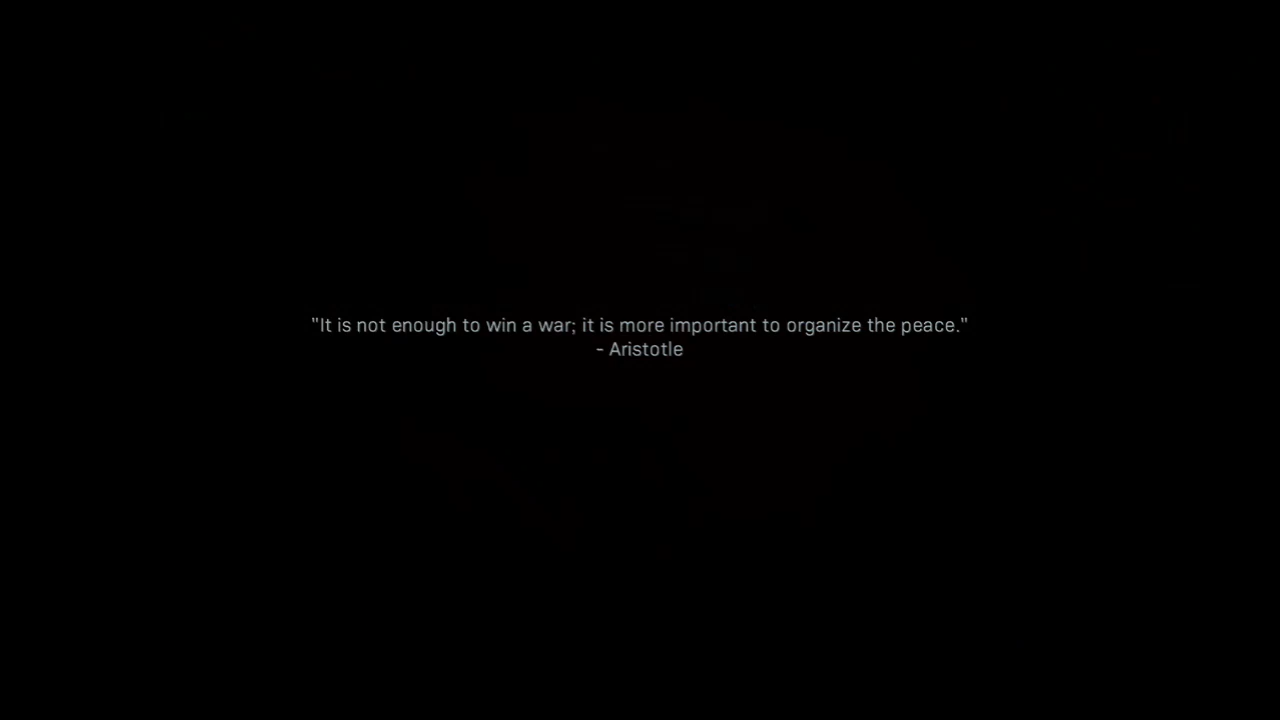 "It is not enough to win a war; it is more important to organize the peace."
- Aristotle